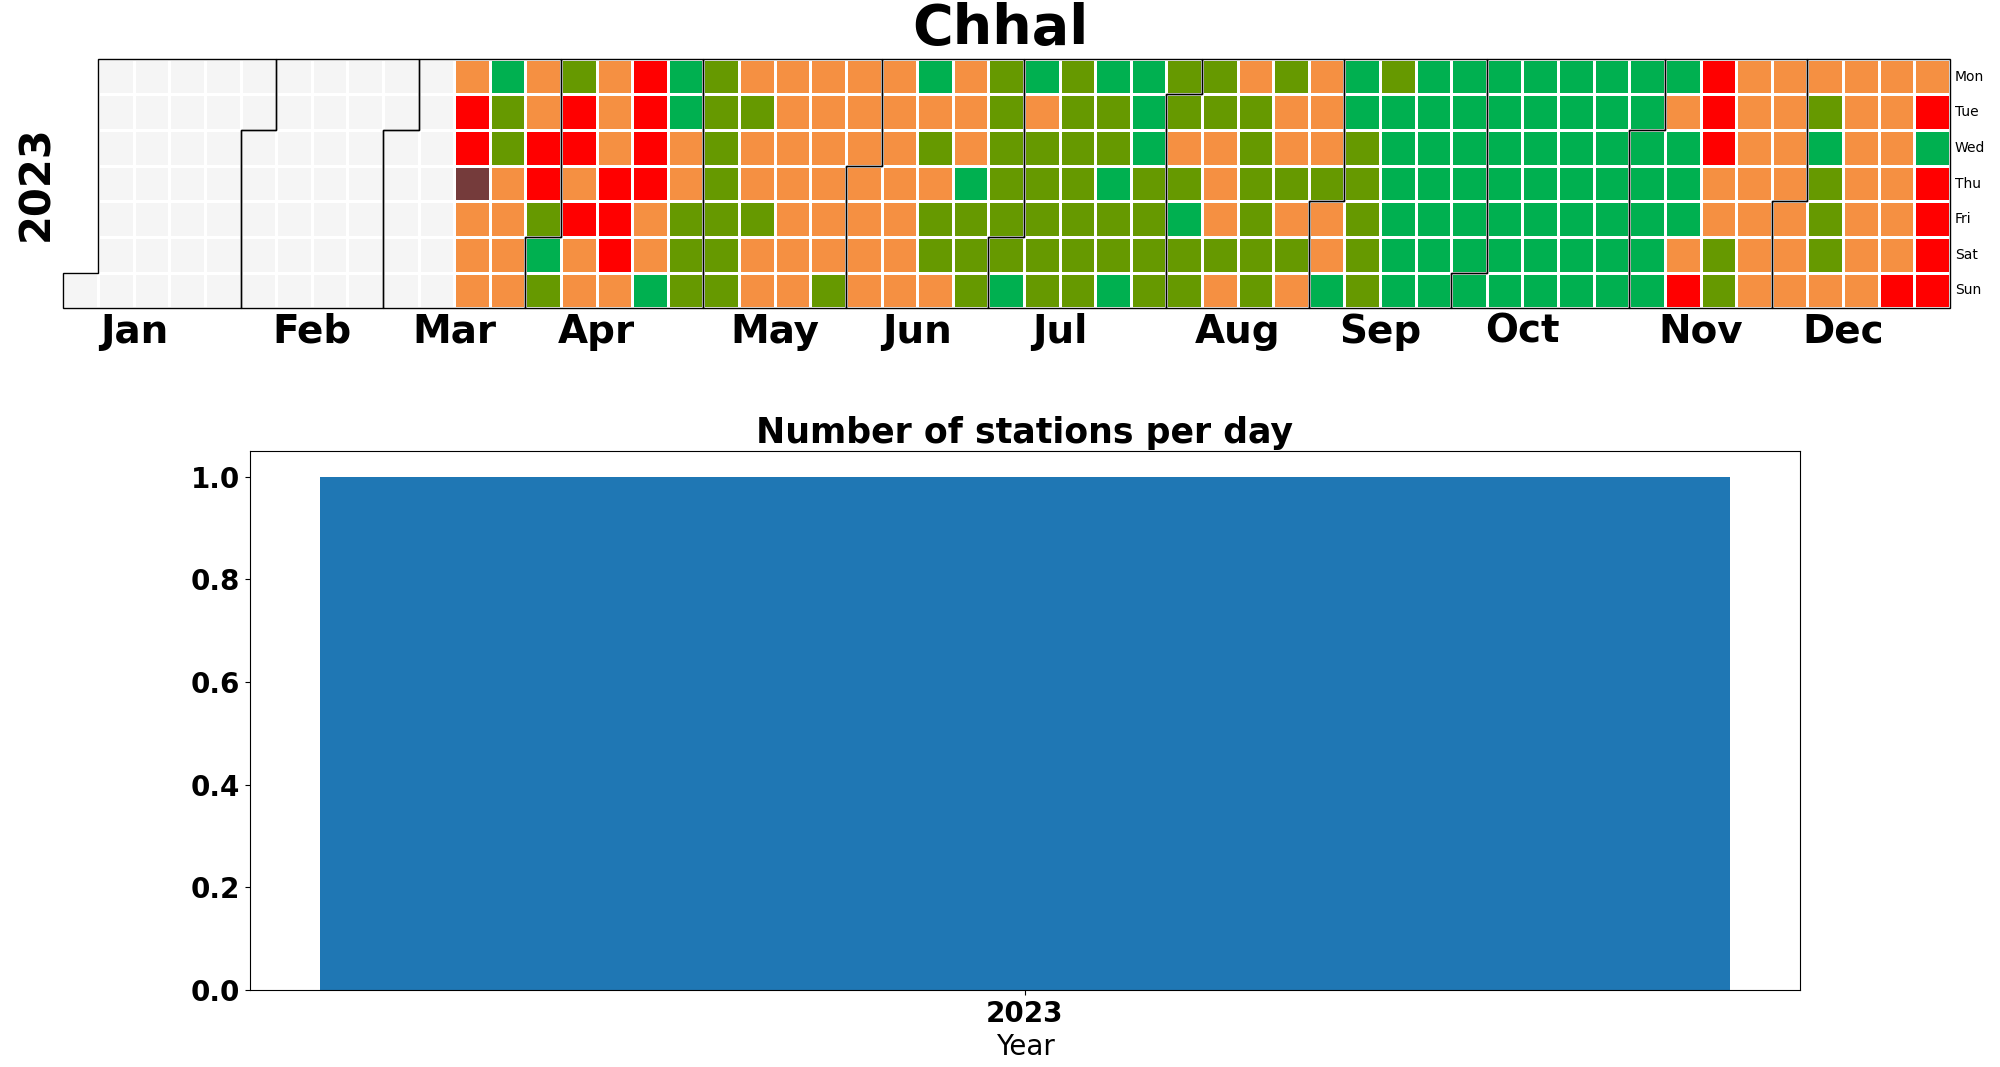 Chhal
2023
Mon
Tue
Wed
Thu
Fri
Sat
Sun
Jan Feb Mar Apr May Jun Jul Aug Sep Oct Nov Dec
Number of stations per day
1.0
0.8
0.6
0.4
0.2
0.0
2023
Year